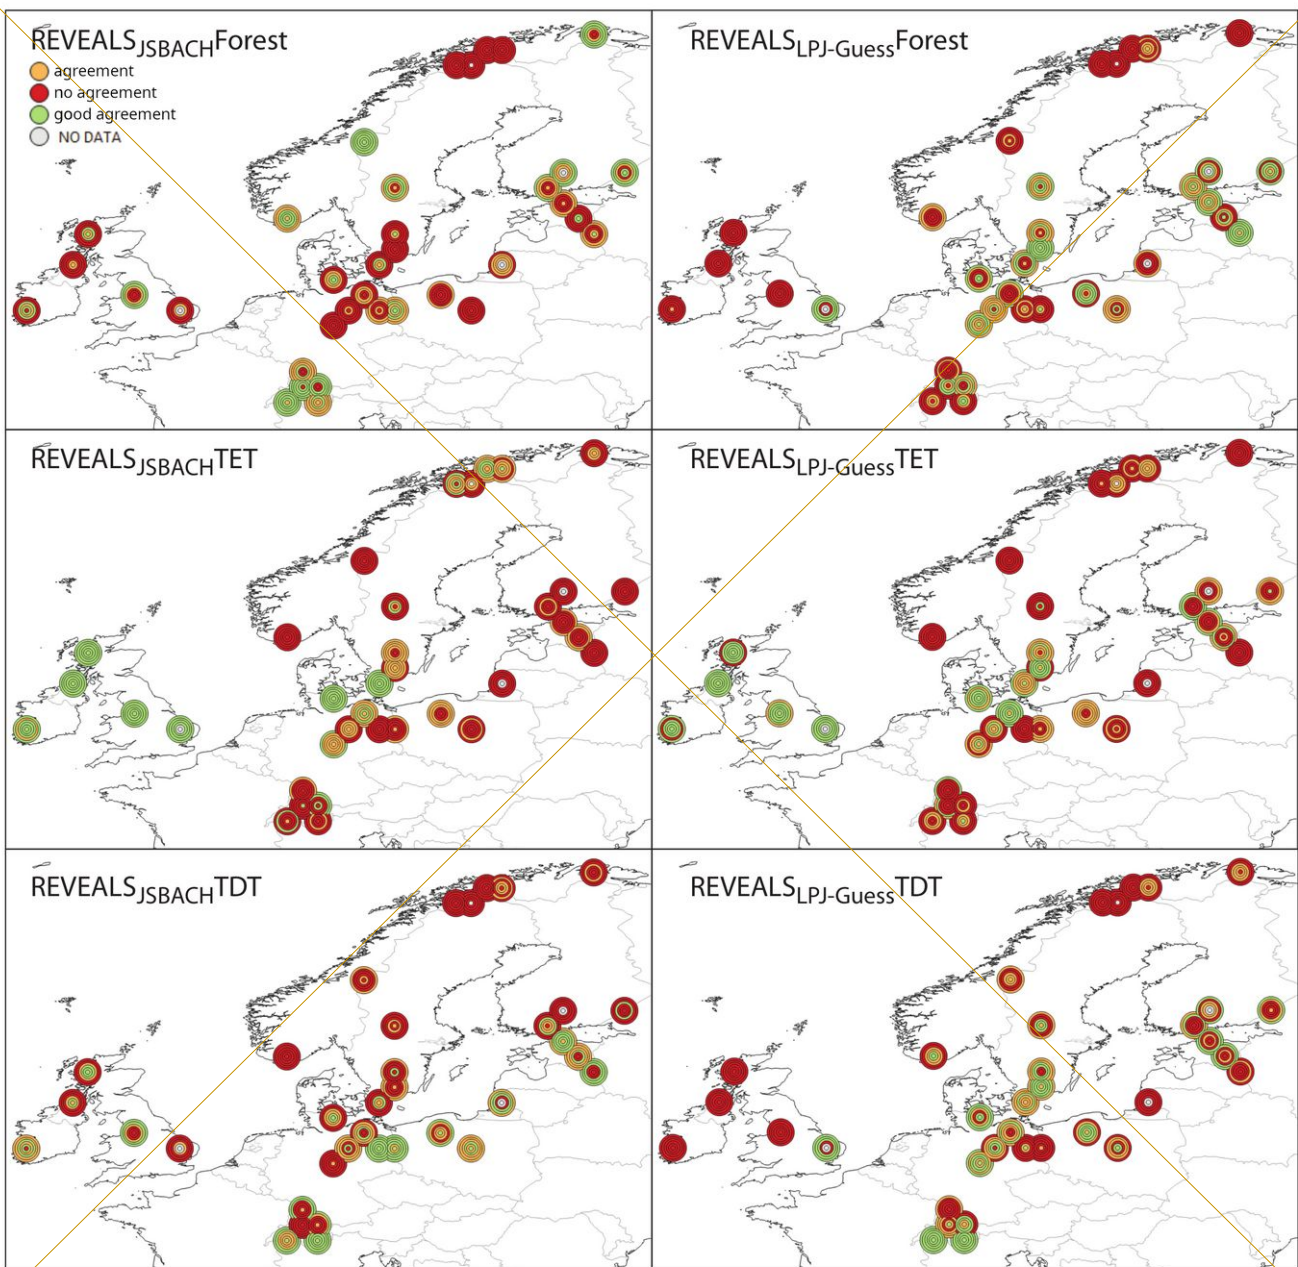 REVEALSJSBACHForest
agreement
no agreement
good agreement
NO DATA
REVEALSLPJ-GuessForest
REVEALSJSBACHTET
REVEALSLPJ-GuessTET
REVEALSJSBACHTDT
REVEALSLPJ-GuessTDT